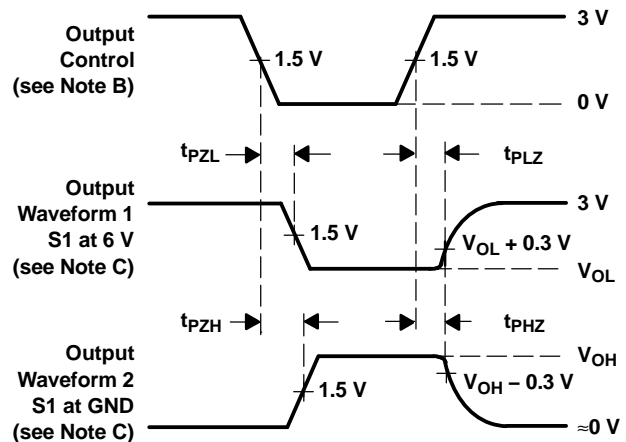 Output
Control
(see Note B)
3 V
1.5 V
1.5 V
0 V
tPZL
tPLZ
Output
Waveform 1
S1 at 6 V
(see Note C)
3 V
1.5 V
VOL + 0.3 V
VOL
tPZH
tPHZ
Output
Waveform 2
S1 at GND
(see Note C)
VOH
1.5 V
VOH − 0.3 V
≈0 V